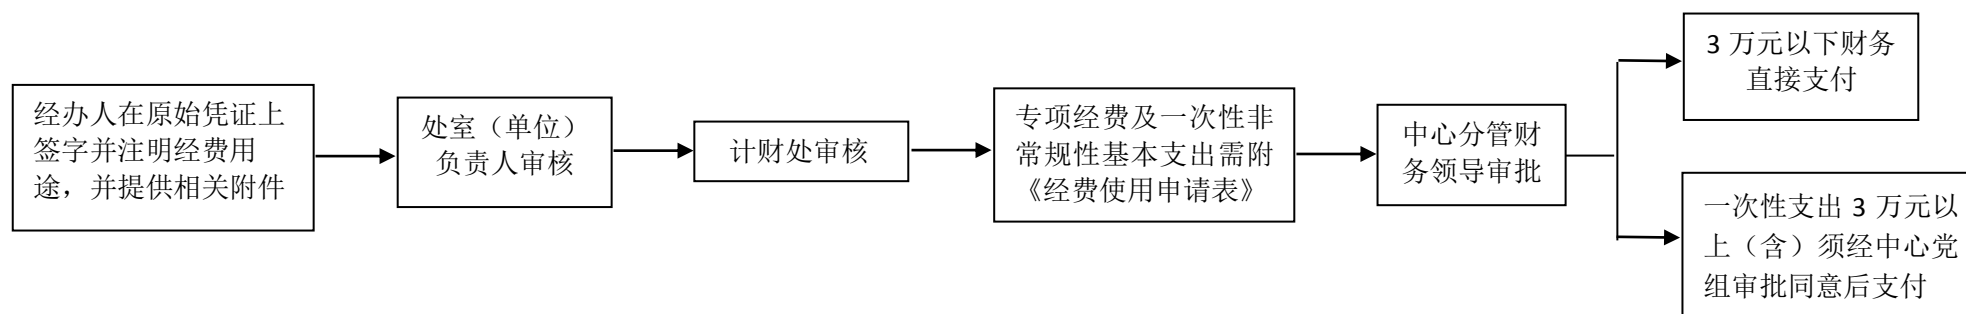 经办人在原始凭证上
签字并注明经费用
途，并提供相关附件
处室（单位）
负责人审核
计财处审核
专项经费及一次性非
常规性基本支出需附
《经费使用申请表》
中心分管财
务领导审批
3 万元以下财务
直接支付
一次性支出 3 万元以
上（含）须经中心党
组审批同意后支付